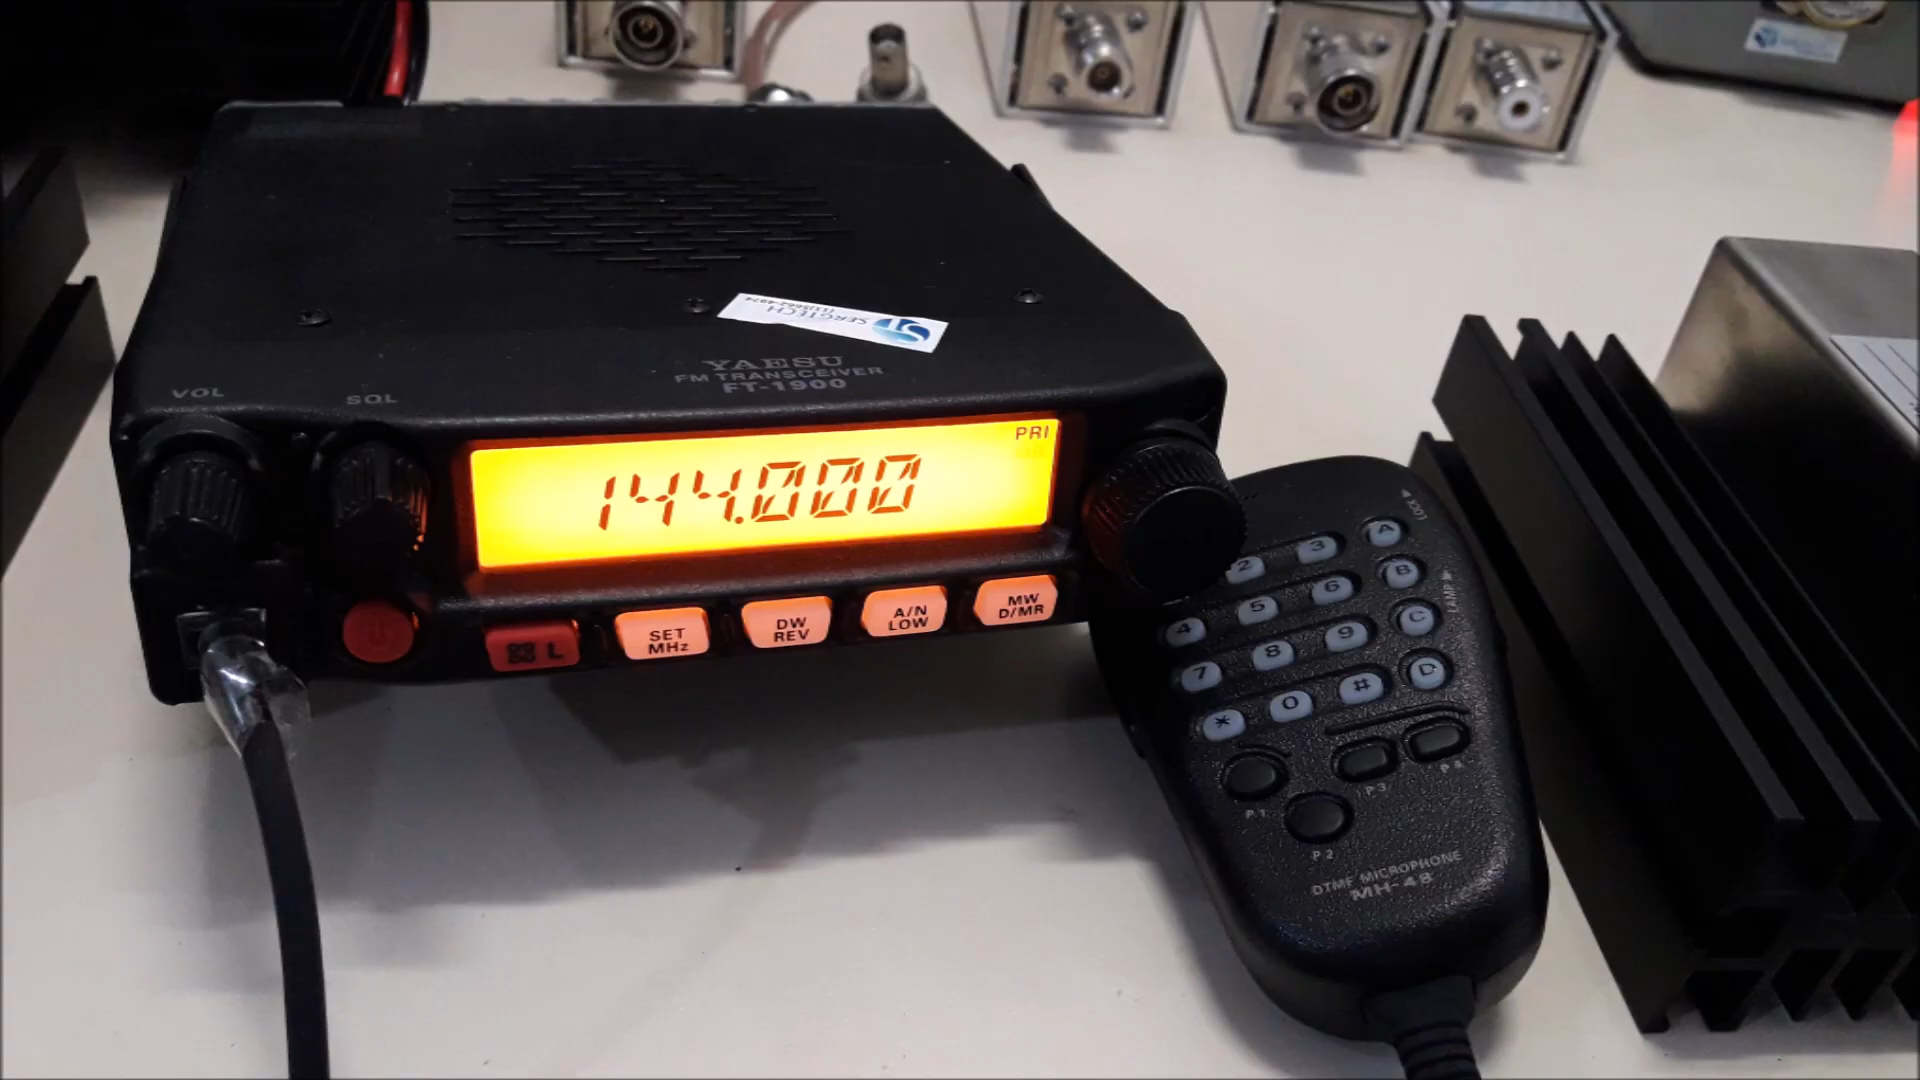 SERGTECH
YAESU
FM TRANSCEIVER
FT-1900
VOL
SQL
PRI
144.000
L
SET
MHz
DW
REV
A/N
LOW
MW
D/MR
LOCK
LAMP
2
3
A
4
5
6
B
7
8
9
C
*
0
#
D
P1
P2
P3
P4
DTMF MICROPHONE
MH-48